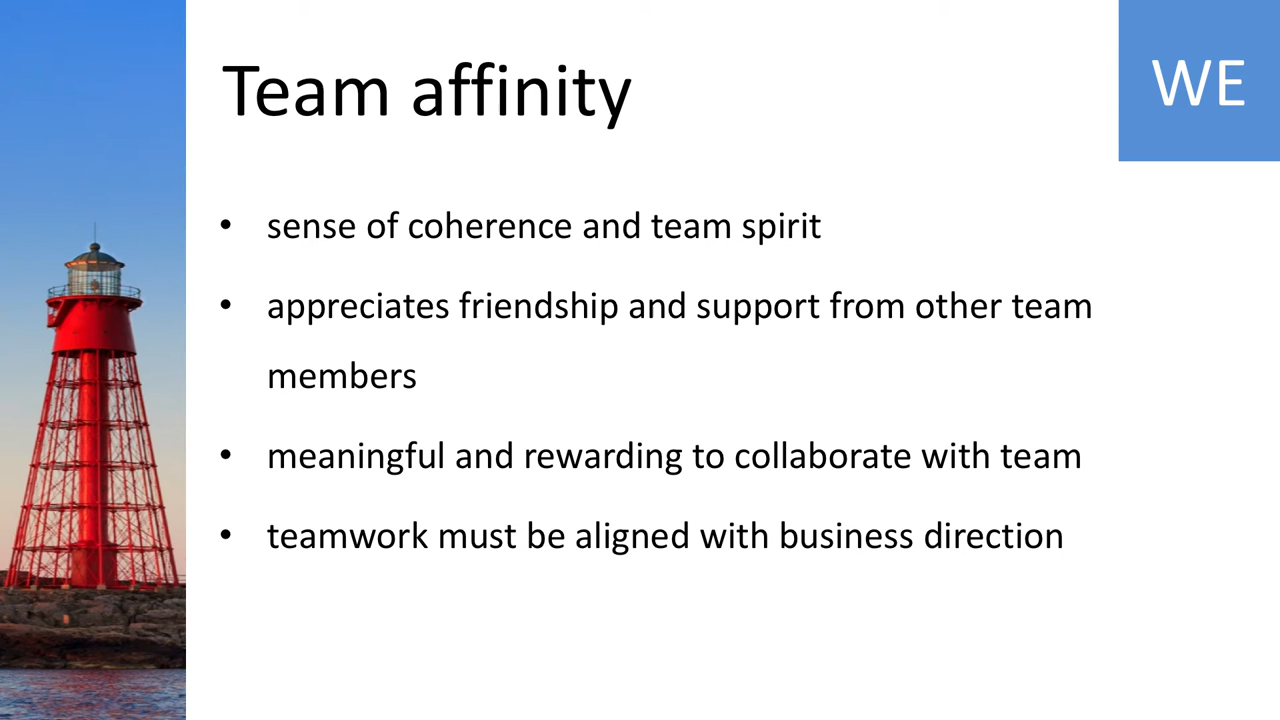 Team affinity
WE
• sense of coherence and team spirit
• appreciates friendship and support from other team
members
• meaningful and rewarding to collaborate with team
• teamwork must be aligned with business direction